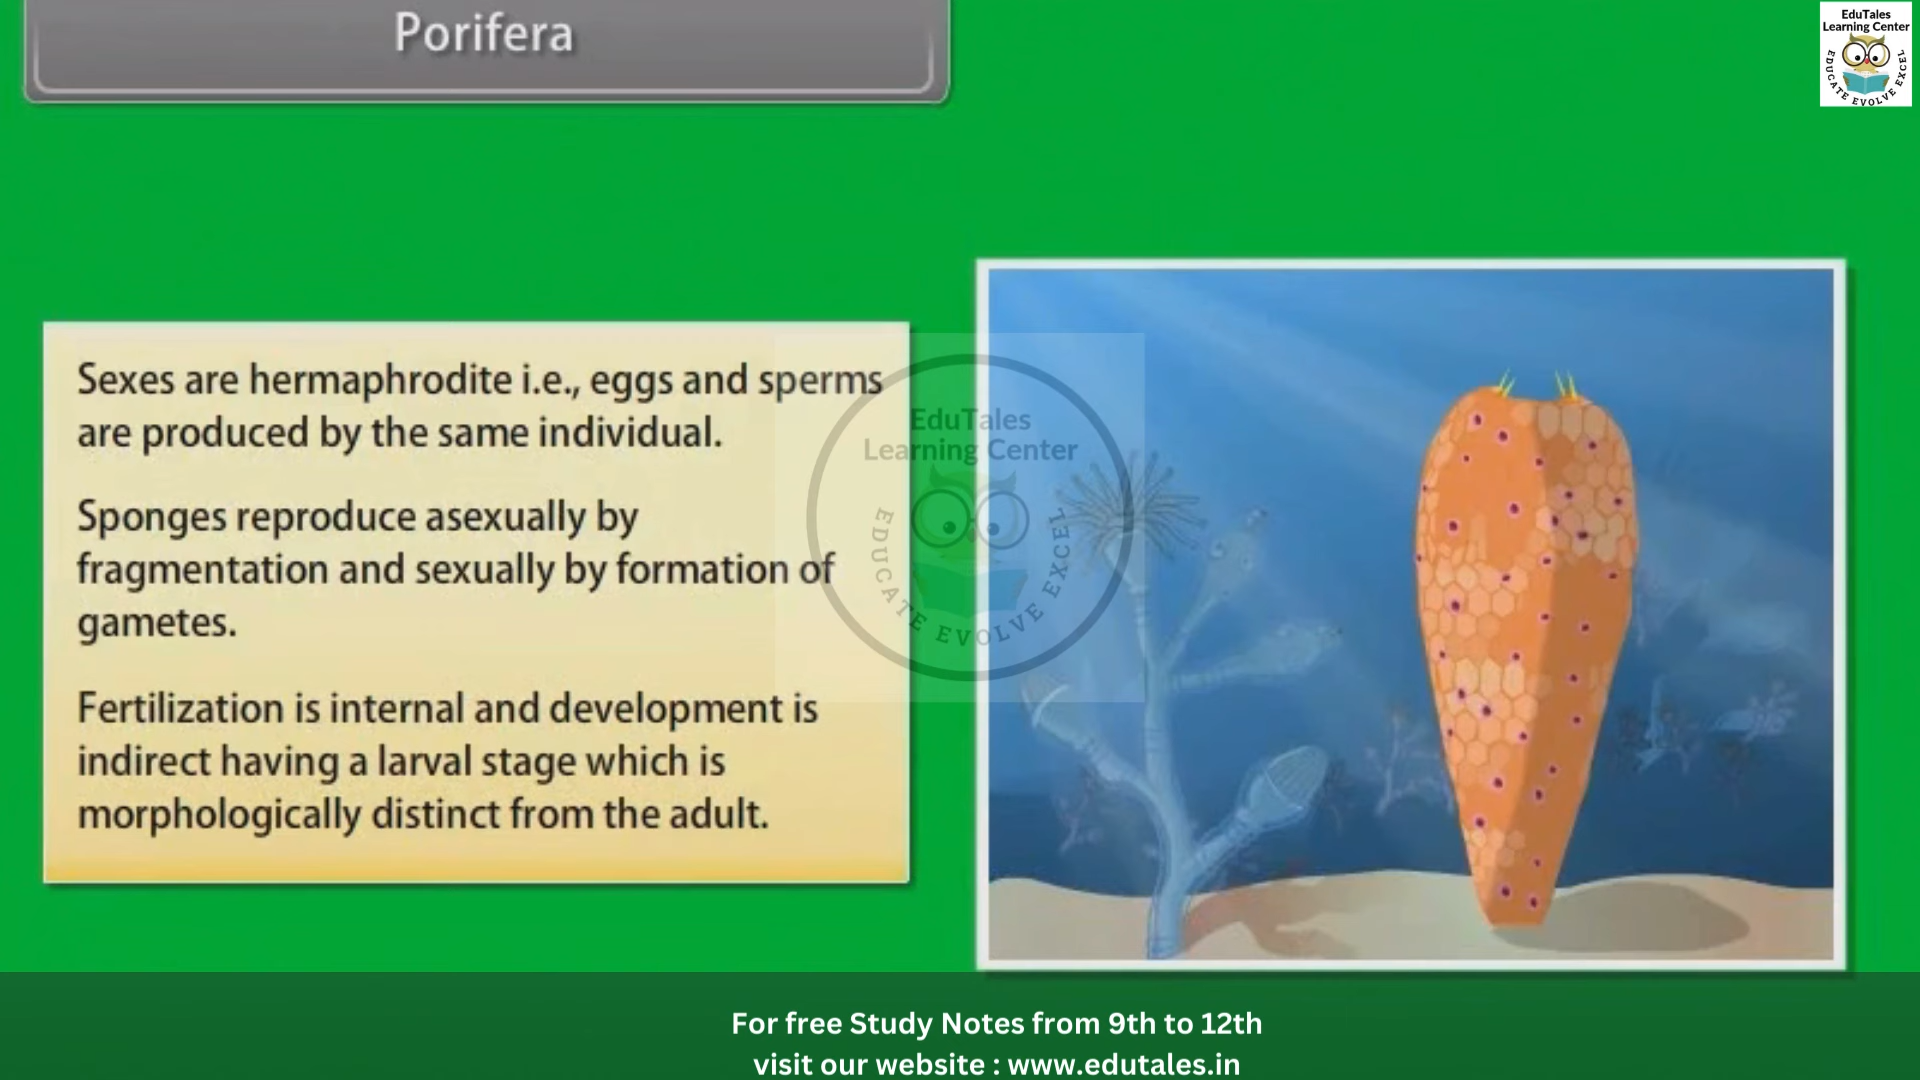 Porifera
EduTales
Learning Center
EDUCATE EVOLVE EXCEL
Sexes are hermaphrodite i.e., eggs and sperms
are produced by the same individual.
Sponges reproduce asexually by
fragmentation and sexually by formation of
gametes.
Fertilization is internal and development is
indirect having a larval stage which is
morphologically distinct from the adult.
EduTales
Learning Center
EDUCATE EVOLVE EXCEL
For free Study Notes from 9th to 12th
visit our website : www.edutales.in